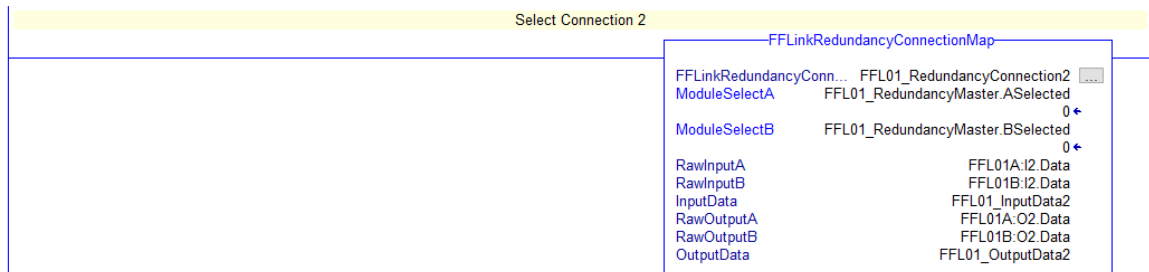 Select Connection 2
FFLinkRedundancyConnectionMap
FFLinkRedundancyConn... FFL01_RedundancyConnection2 ...
ModuleSelectA FFL01_RedundancyMaster.ASelected
0
ModuleSelectB FFL01_RedundancyMaster.BSelected
0
RawInputA FFL01A:I2.Data
RawInputB FFL01B:I2.Data
InputData FFL01_InputData2
RawOutputA FFL01A:O2.Data
RawOutputB FFL01B:O2.Data
OutputData FFL01_OutputData2